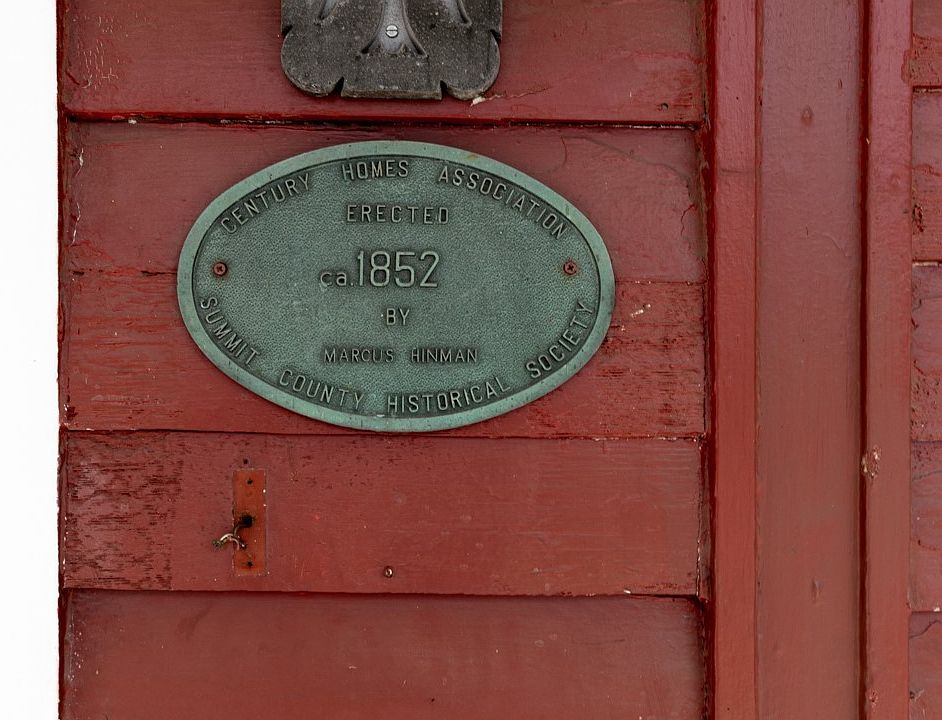 CENTURY HOMES ASSOCIATION
ERECTED
ca.1852
BY
MARCUS HINMAN
SUMMIT COUNTY HISTORICAL SOCIETY